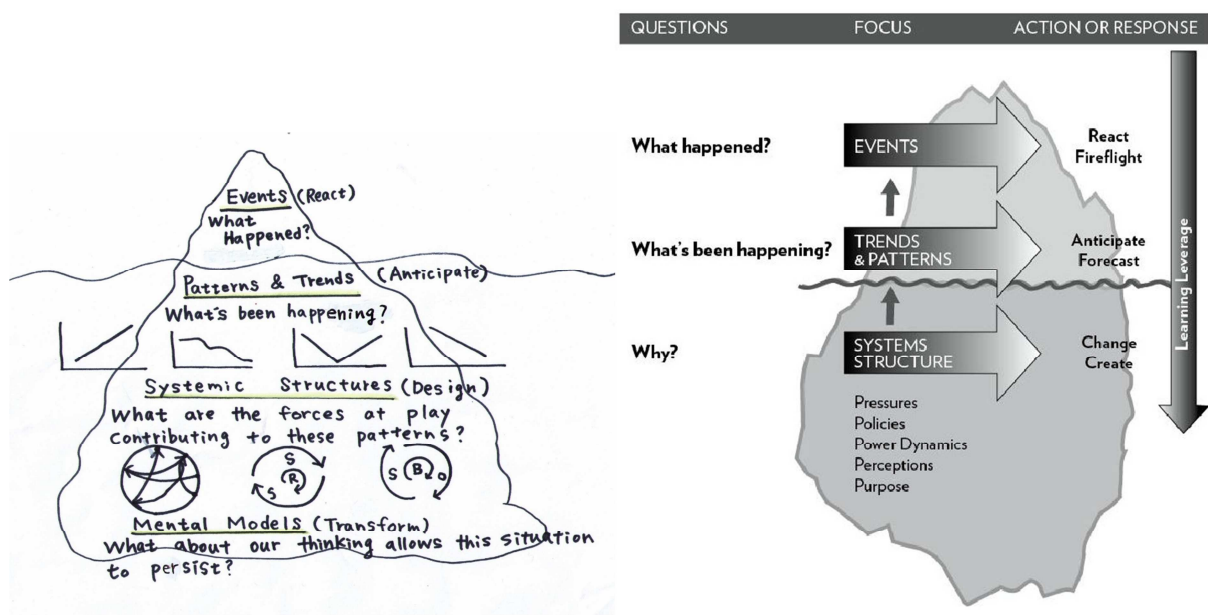 Events (React)
What
Happened?
Patterns & Trends (Anticipate)
What's been happening?
Systemic Structures (Design)
What are the forces at play
contributing to these patterns?
S
R
S
S
B
O
Mental Models (Transform)
What about our thinking allows this situation
to persist?
QUESTIONS FOCUS ACTION OR RESPONSE
What happened? EVENTS React
Fireflight
What's been happening? TRENDS
& PATTERNS
Anticipate
Forecast
Why? SYSTEMS
STRUCTURE
Change
Create
Pressures
Policies
Power Dynamics
Perceptions
Purpose
Learning Leverage